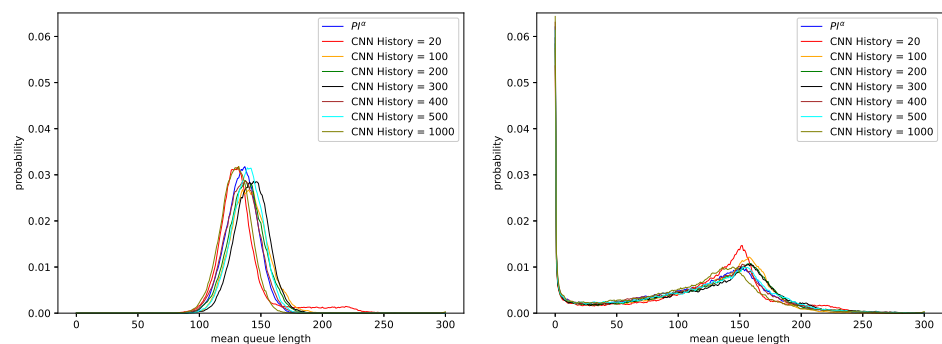 0.06
0.05
0.04
0.03
0.02
0.01
0.00
probability
0 50 100 150 200 250 300
mean queue length
PI^α
CNN History = 20
CNN History = 100
CNN History = 200
CNN History = 300
CNN History = 400
CNN History = 500
CNN History = 1000
0.06
0.05
0.04
0.03
0.02
0.01
0.00
probability
0 50 100 150 200 250 300
mean queue length
PI^α
CNN History = 20
CNN History = 100
CNN History = 200
CNN History = 300
CNN History = 400
CNN History = 500
CNN History = 1000